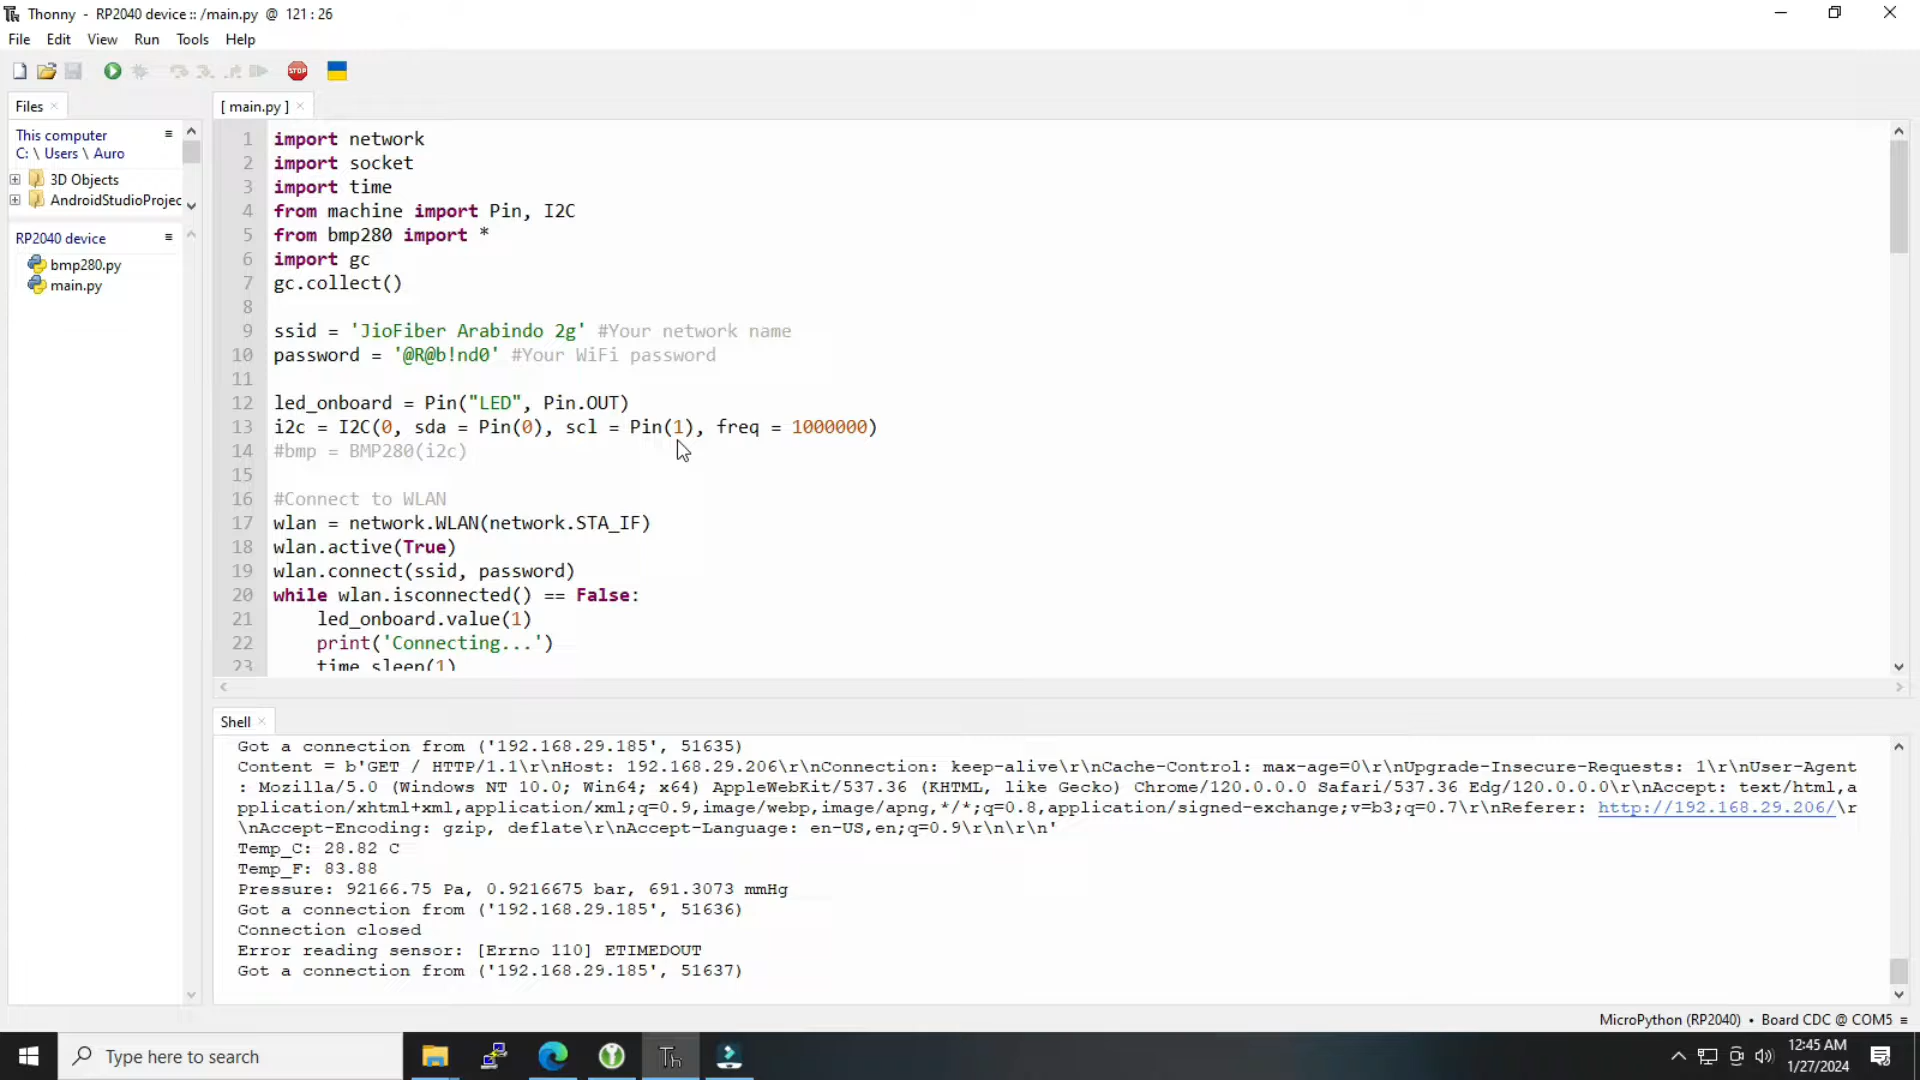 Thonny - RP2040 device :: /main.py @ 121 : 26
File Edit View Run Tools Help
STOP
Files
[ main.py ]
This computer
C: \ Users \ Auro
3D Objects
AndroidStudioProjec
RP2040 device
bmp280.py
main.py
1 import network
2 import socket
3 import time
4 from machine import Pin, I2C
5 from bmp280 import *
6 import gc
7 gc.collect()
8
9 ssid = 'JioFiber Arabindo 2g' #Your network name
10 password = '@R@b!nd0' #Your WiFi password
11
12 led_onboard = Pin("LED", Pin.OUT)
13 i2c = I2C(0, sda = Pin(0), scl = Pin(1), freq = 1000000)
14 #bmp = BMP280(i2c)
15
16 #Connect to WLAN
17 wlan = network.WLAN(network.STA_IF)
18 wlan.active(True)
19 wlan.connect(ssid, password)
20 while wlan.isconnected() == False:
21 led_onboard.value(1)
22 print('Connecting...')
23 time.sleep(1)
Shell
Got a connection from ('192.168.29.185', 51635)
Content = b'GET / HTTP/1.1\r\nHost: 192.168.29.206\r\nConnection: keep-alive\r\nCache-Control: max-age=0\r\nUpgrade-Insecure-Requests: 1\r\nUser-Agent
: Mozilla/5.0 (Windows NT 10.0; Win64; x64) AppleWebKit/537.36 (KHTML, like Gecko) Chrome/120.0.0.0 Safari/537.36 Edg/120.0.0.0\r\nAccept: text/html,a
pplication/xhtml+xml,application/xml;q=0.9,image/webp,image/apng,*/*;q=0.8,application/signed-exchange;v=b3;q=0.7\r\nReferer: http://192.168.29.206/\r
\nAccept-Encoding: gzip, deflate\r\nAccept-Language: en-US,en;q=0.9\r\n\r\n'
Temp_C: 28.82 C
Temp_F: 83.88
Pressure: 92166.75 Pa, 0.9216675 bar, 691.3073 mmHg
Got a connection from ('192.168.29.185', 51636)
Connection closed
Error reading sensor: [Errno 110] ETIMEDOUT
Got a connection from ('192.168.29.185', 51637)
MicroPython (RP2040) • Board CDC @ COM5
Type here to search
12:45 AM
1/27/2024